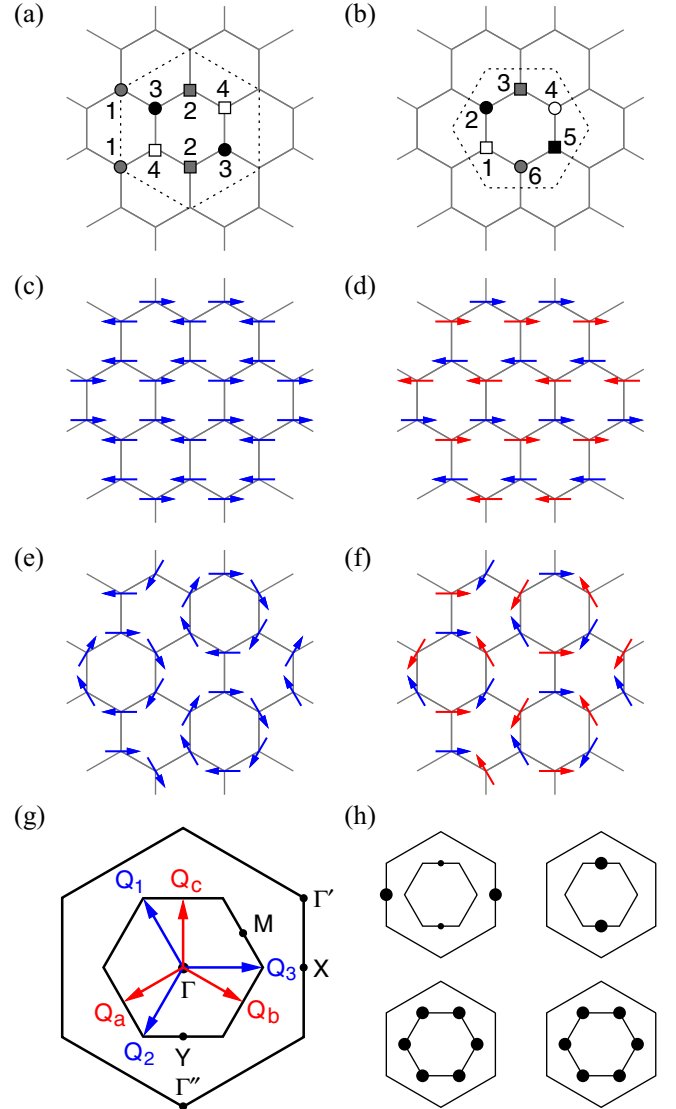 (a)
3 4
1 2
1 2
4 3
(b)
3 4
2
5
1
6
(c)
(d)
(e)
(f)
(g)
Q1 Qc Γ′
M
Q3 X
Γ
Qa Qb
Q2 Y
Γ″
(h)